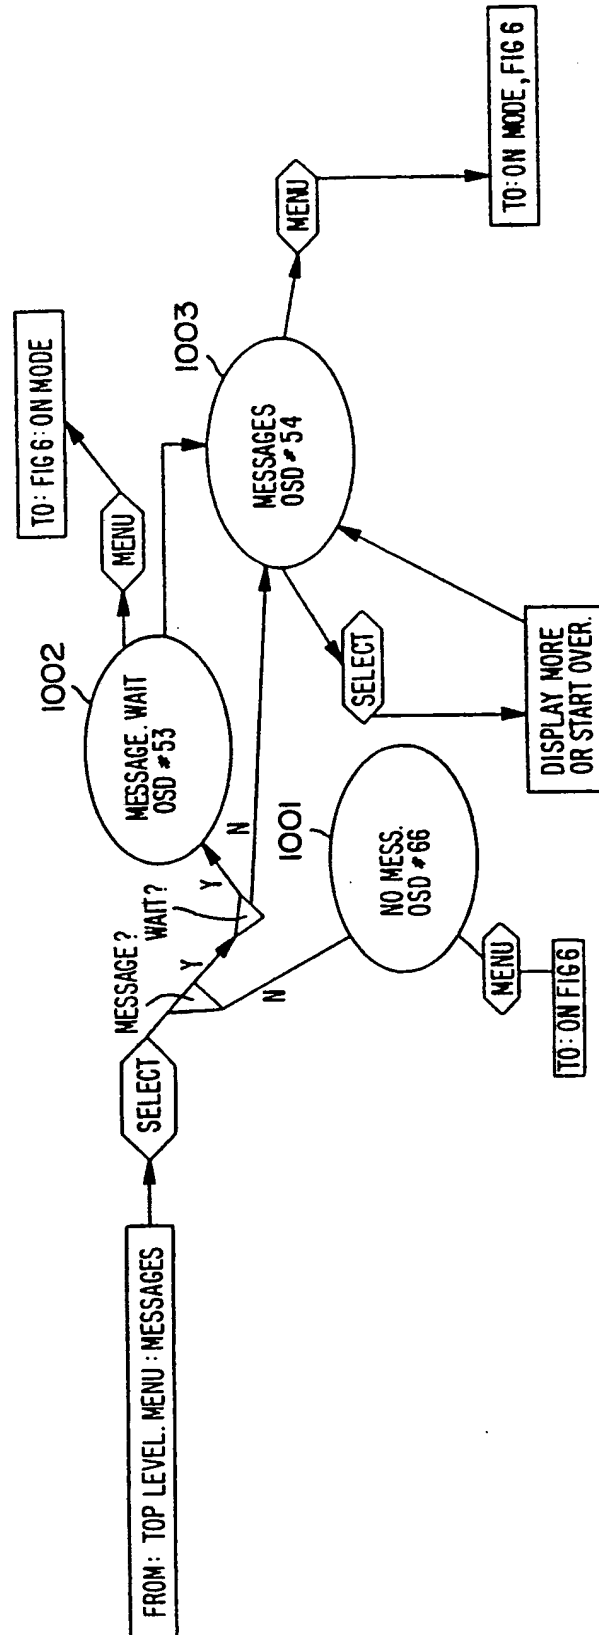 FROM: TOP LEVEL. MENU: MESSAGES
SELECT
MESSAGE?
Y
N
WAIT?
Y
N
1001
NO MESS.
OSD #66
MENU
TO: ON FIG 6
1002
MESSAGE. WAIT
OSD #53
MENU
TO: FIG 6: ON MODE
1003
MESSAGES
OSD #54
SELECT
DISPLAY MORE
OR START OVER.
MENU
TO: ON MODE, FIG 6